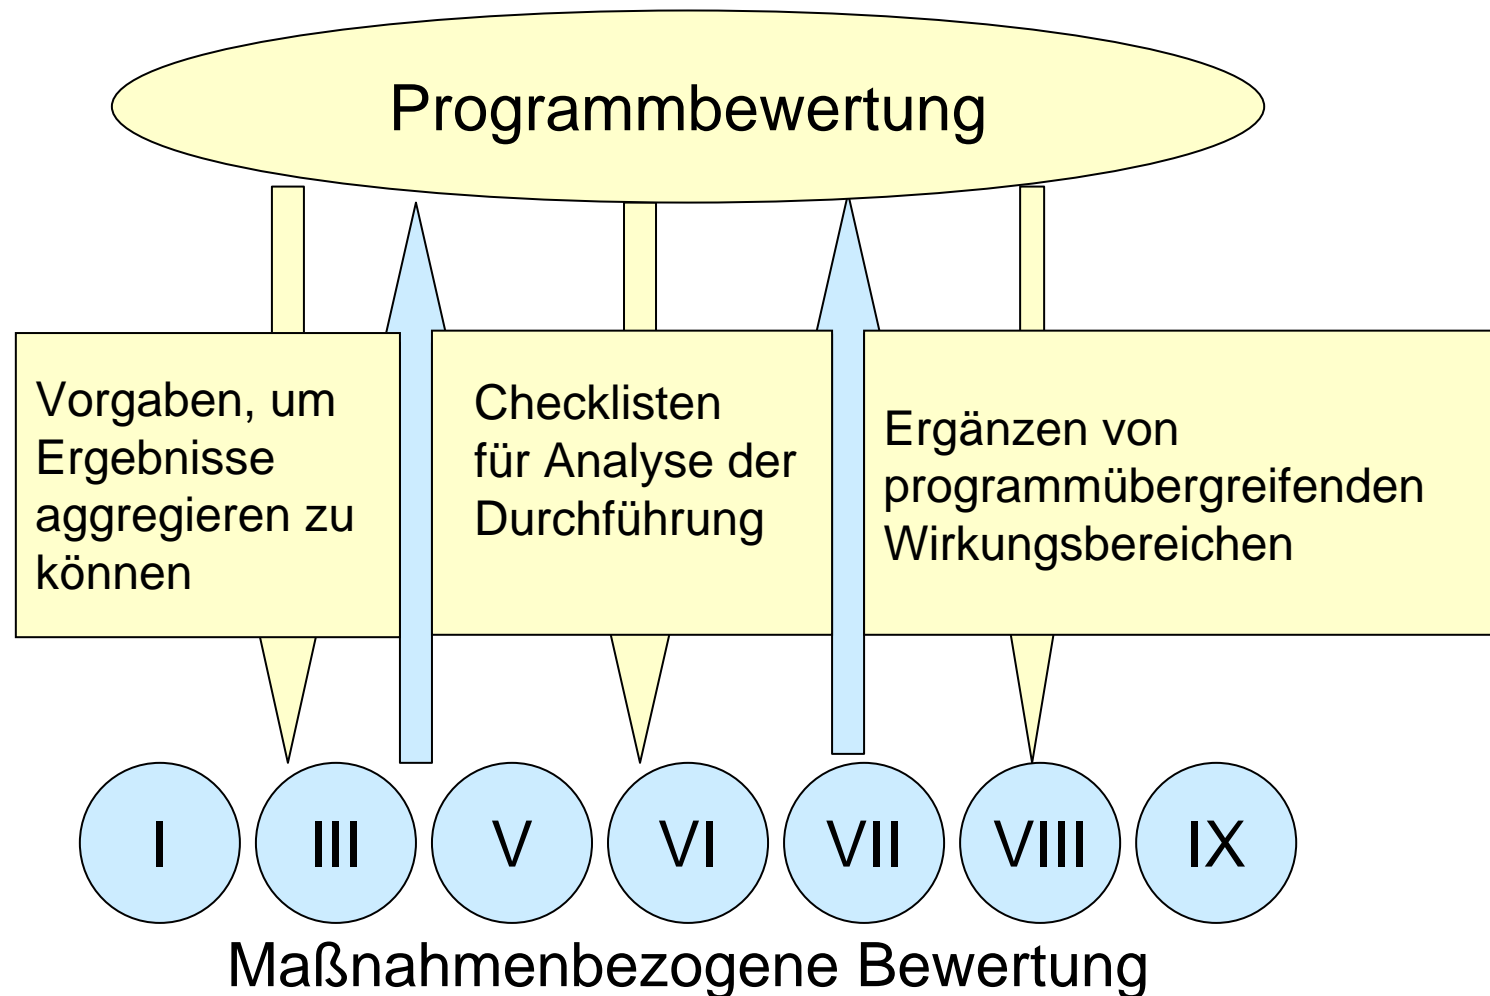 Programmbewertung
Vorgaben, um
Ergebnisse
aggregieren zu
können
Checklisten
für Analyse der
Durchführung
Ergänzen von
programmübergreifenden
Wirkungsbereichen
I III V VI VII VIII IX
Maßnahmenbezogene Bewertung